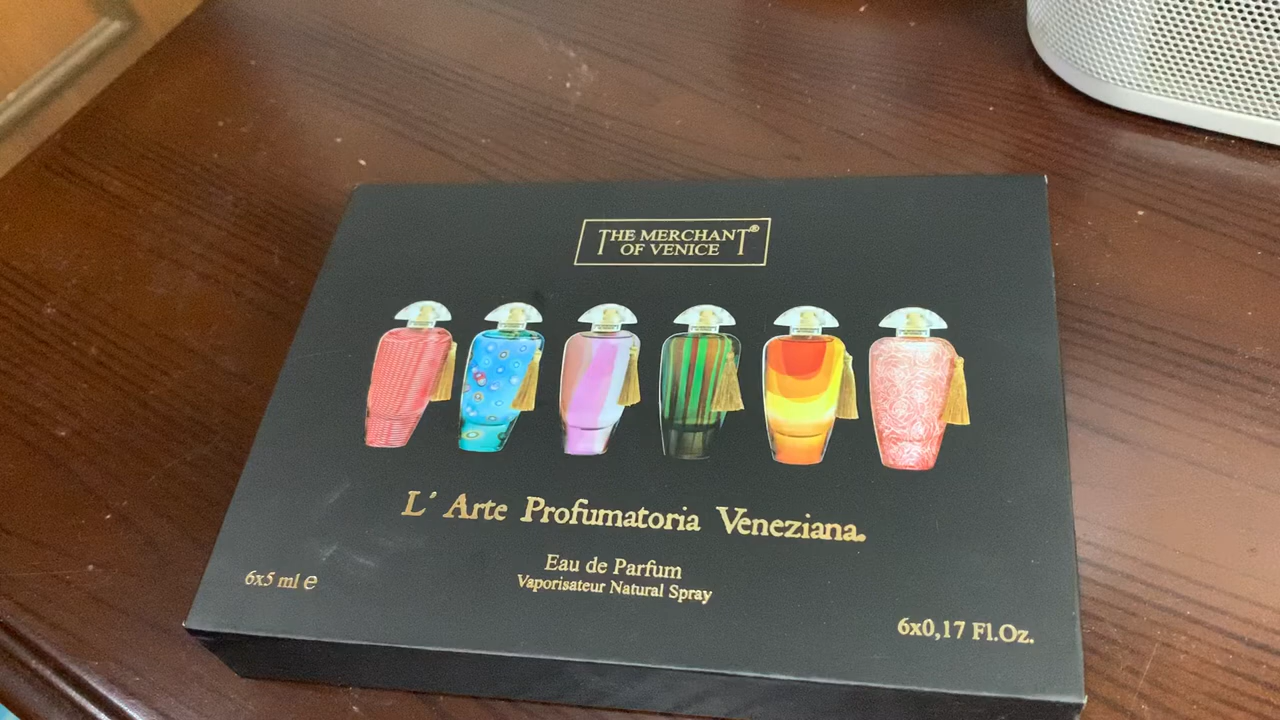 THE MERCHANT®
OF VENICE
L´ Arte Profumatoria Veneziana.
Eau de Parfum
Vaporisateur Natural Spray
6x5 ml ℮
6x0,17 Fl.Oz.